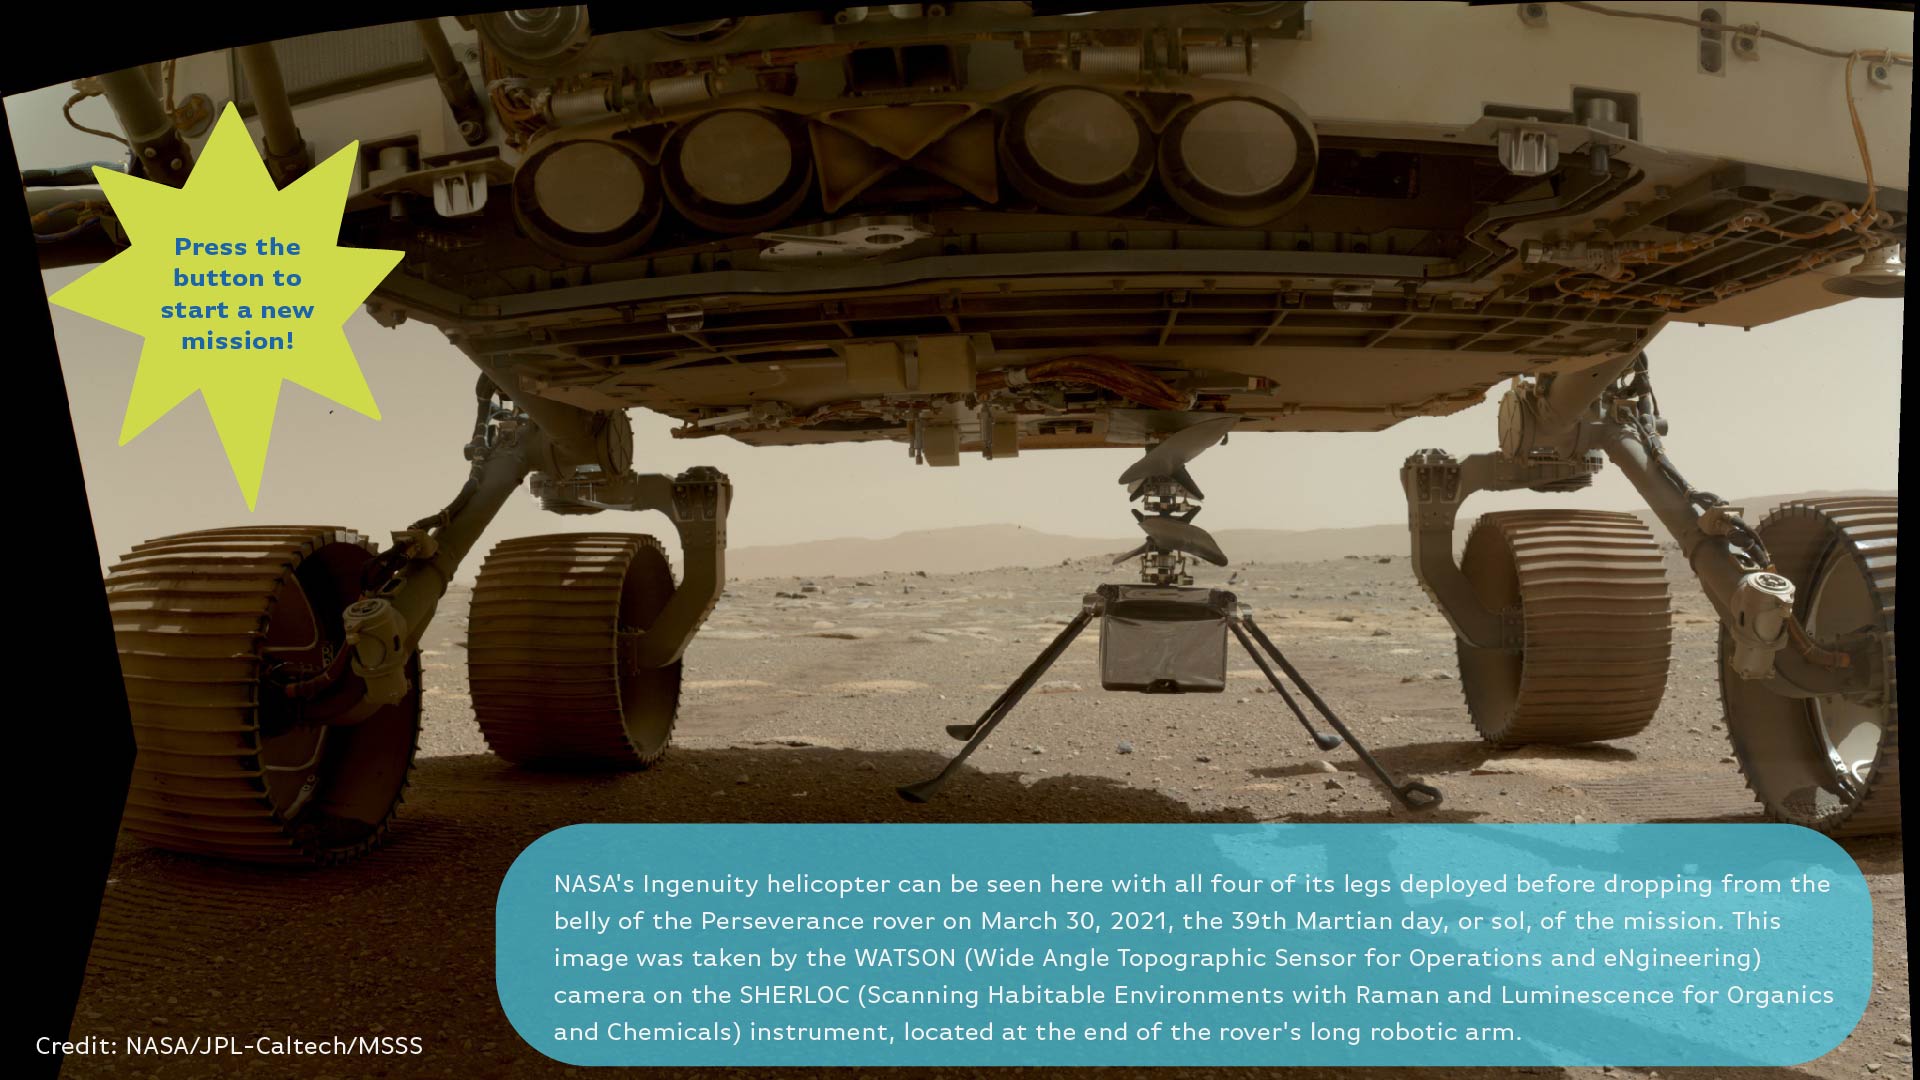 Press the
button to
start a new
mission!
NASA's Ingenuity helicopter can be seen here with all four of its legs deployed before dropping from the
belly of the Perseverance rover on March 30, 2021, the 39th Martian day, or sol, of the mission. This
image was taken by the WATSON (Wide Angle Topographic Sensor for Operations and eNgineering)
camera on the SHERLOC (Scanning Habitable Environments with Raman and Luminescence for Organics
and Chemicals) instrument, located at the end of the rover's long robotic arm.
Credit: NASA/JPL-Caltech/MSSS